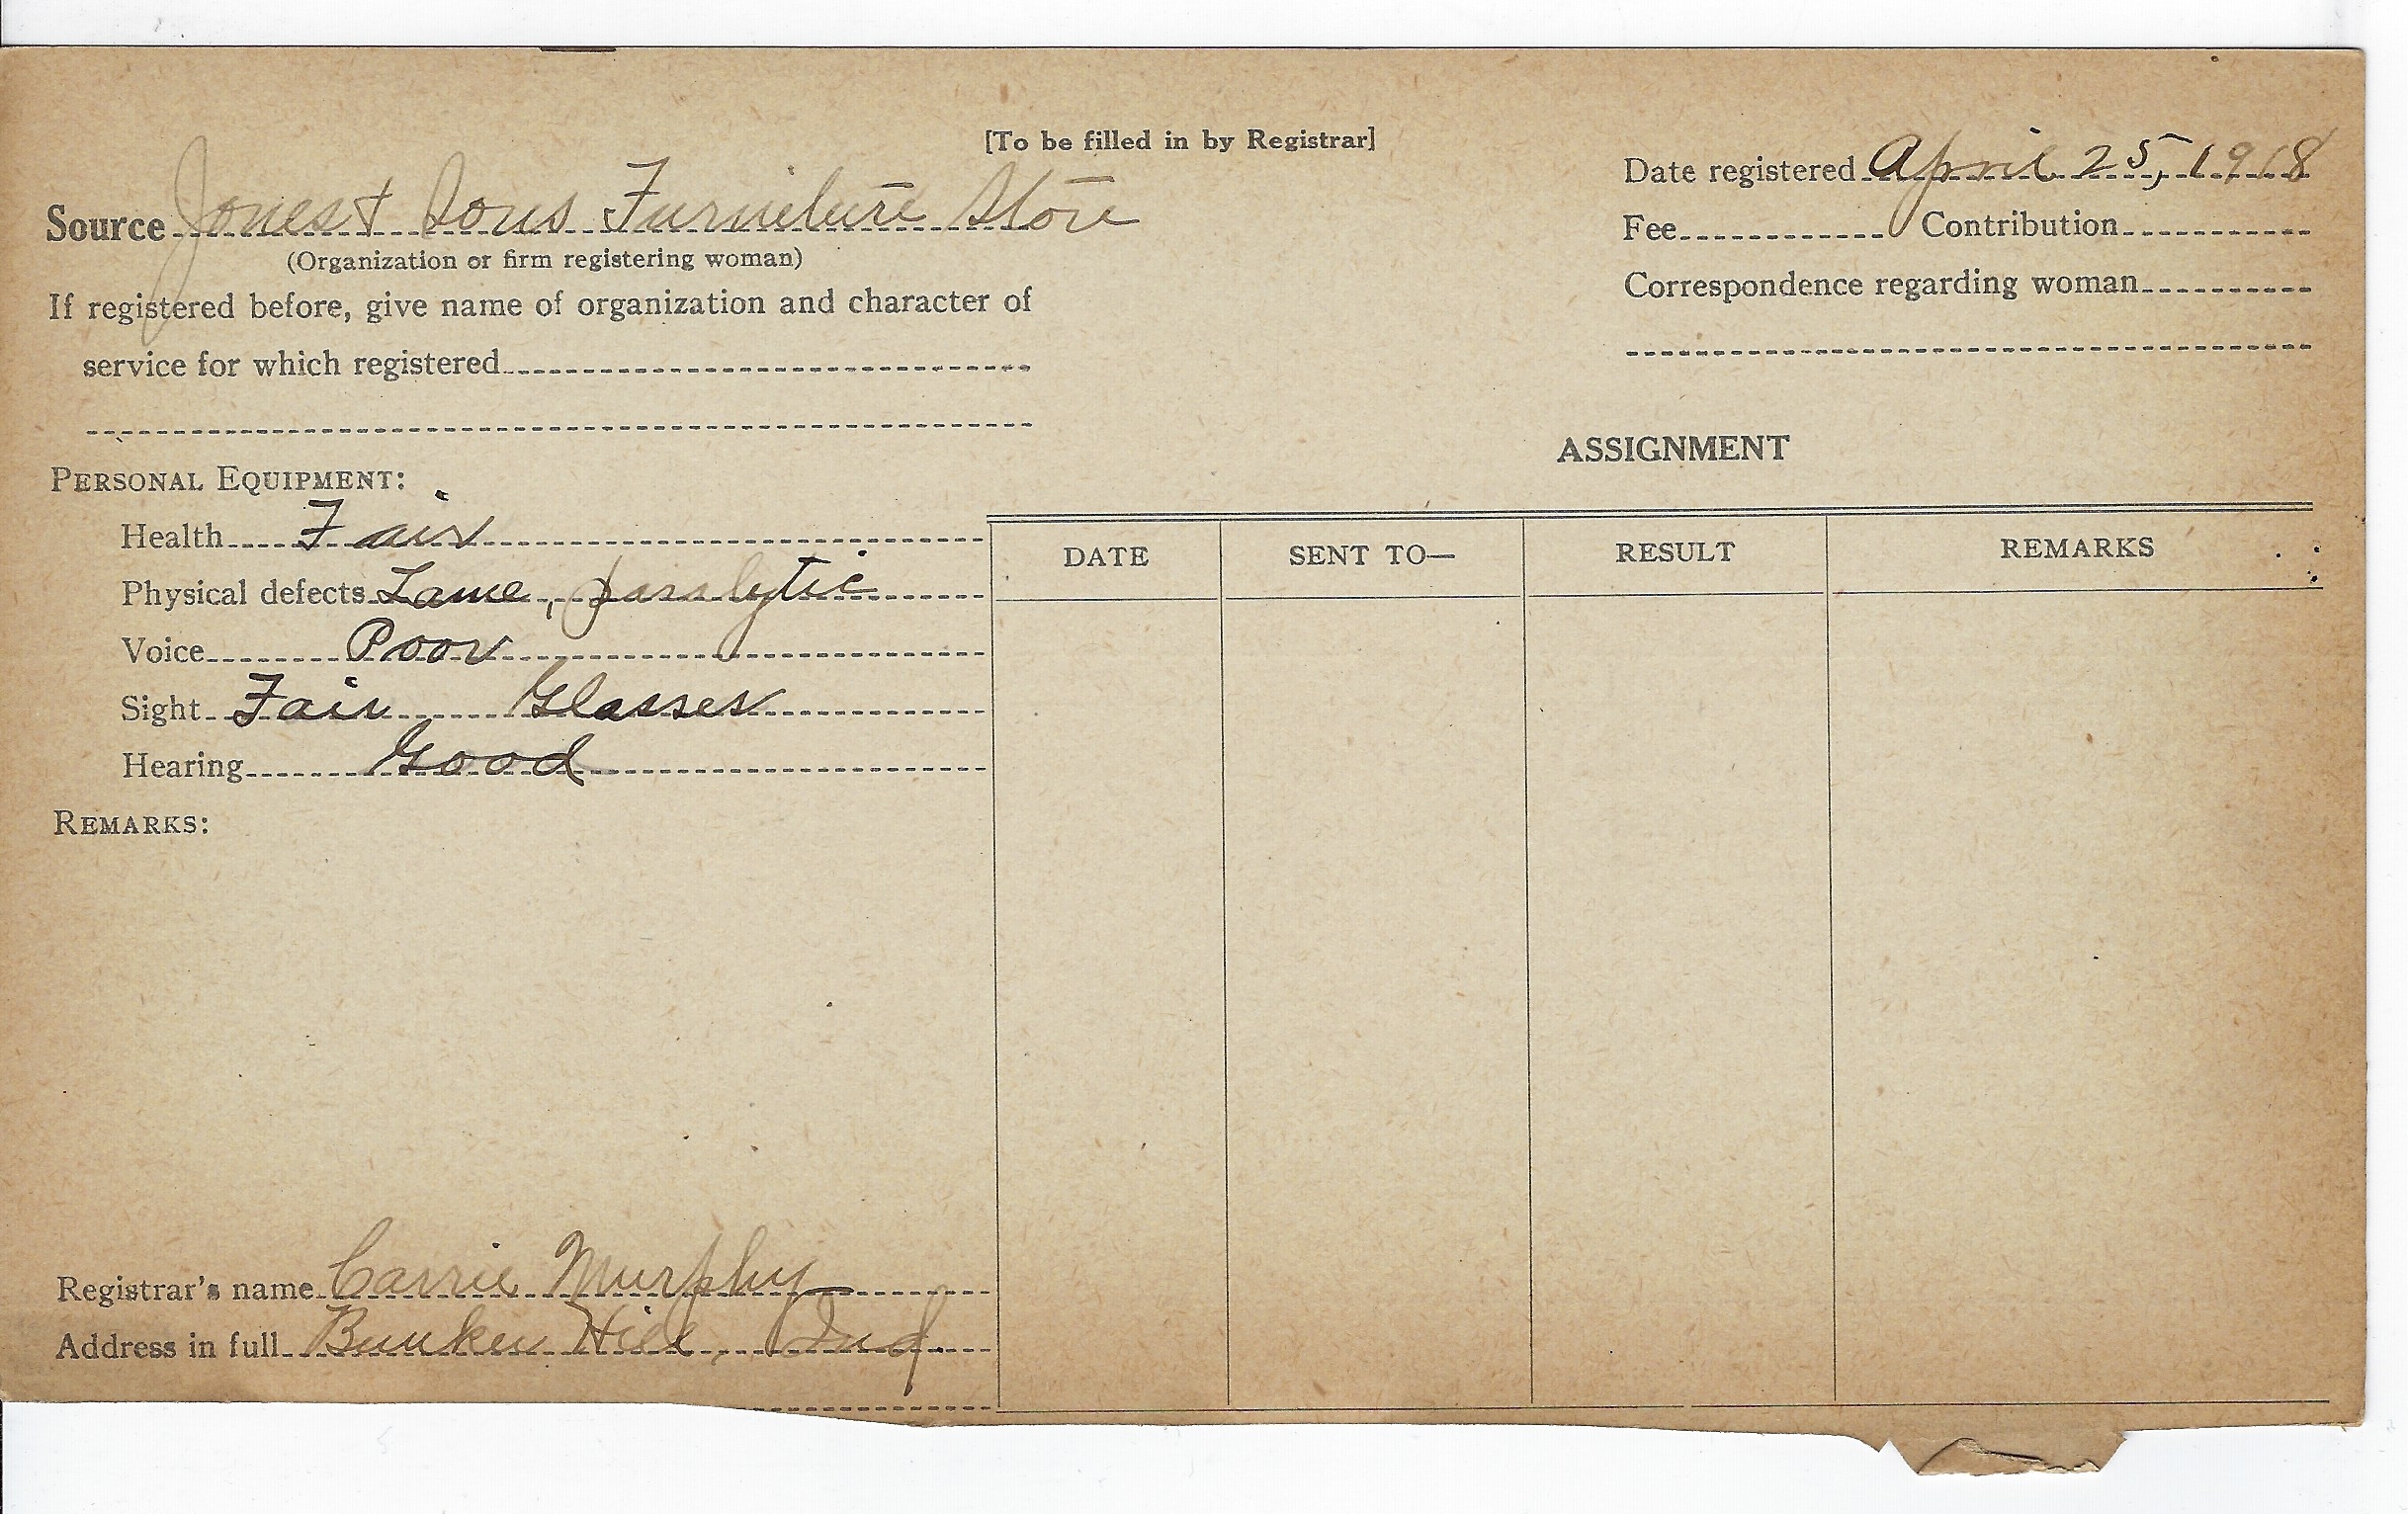 [To be filled in by Registrar]
Source Jones & Sons Furniture Store
(Organization or firm registering woman)
If registered before, give name of organization and character of
service for which registered
Date registered April 25, 1918
Fee Contribution
Correspondence regarding woman
PERSONAL EQUIPMENT:
Health Fair
Physical defects Lame, paralytic
Voice Poor
Sight Fair Glasses
Hearing Good
REMARKS:
Registrar's name Carrie Murphy
Address in full Bunker Hill, Ind.
ASSIGNMENT
DATE SENT TO— RESULT REMARKS